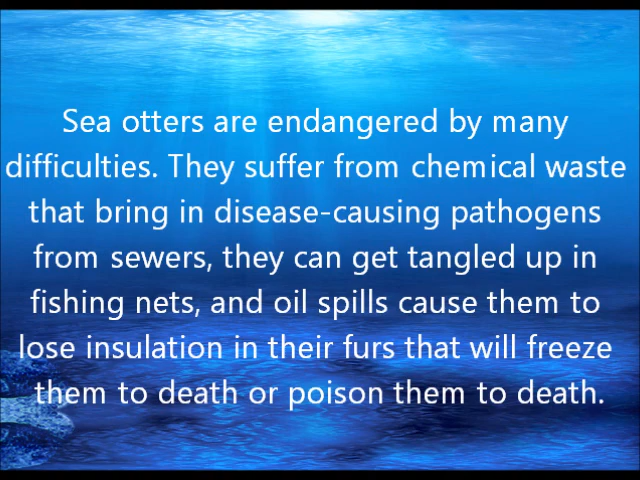 Sea otters are endangered by many
difficulties. They suffer from chemical waste
that bring in disease-causing pathogens
from sewers, they can get tangled up in
fishing nets, and oil spills cause them to
lose insulation in their furs that will freeze
them to death or poison them to death.